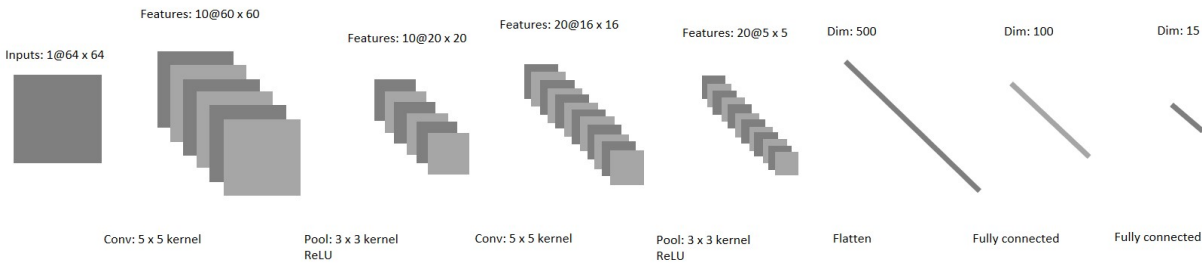 Inputs: 1@64 x 64
Features: 10@60 x 60
Features: 10@20 x 20
Features: 20@16 x 16
Features: 20@5 x 5
Dim: 500
Dim: 100
Dim: 15
Conv: 5 x 5 kernel
Pool: 3 x 3 kernel
ReLU
Conv: 5 x 5 kernel
Pool: 3 x 3 kernel
ReLU
Flatten
Fully connected
Fully connected